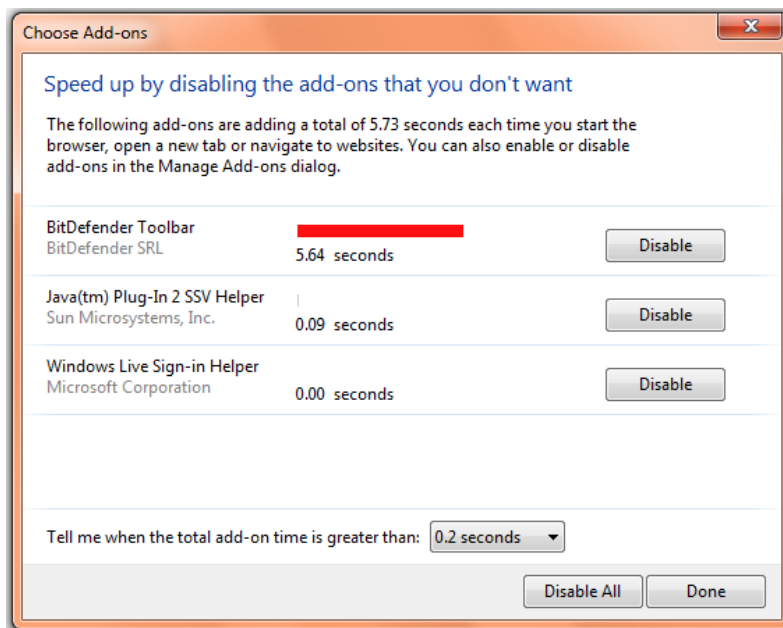 Choose Add-ons
Speed up by disabling the add-ons that you don't want
The following add-ons are adding a total of 5.73 seconds each time you start the
browser, open a new tab or navigate to websites. You can also enable or disable
add-ons in the Manage Add-ons dialog.
BitDefender Toolbar
BitDefender SRL
5.64 seconds
Disable
Java(tm) Plug-In 2 SSV Helper
Sun Microsystems, Inc.
0.09 seconds
Disable
Windows Live Sign-in Helper
Microsoft Corporation
0.00 seconds
Disable
Tell me when the total add-on time is greater than: 0.2 seconds
Disable All Done